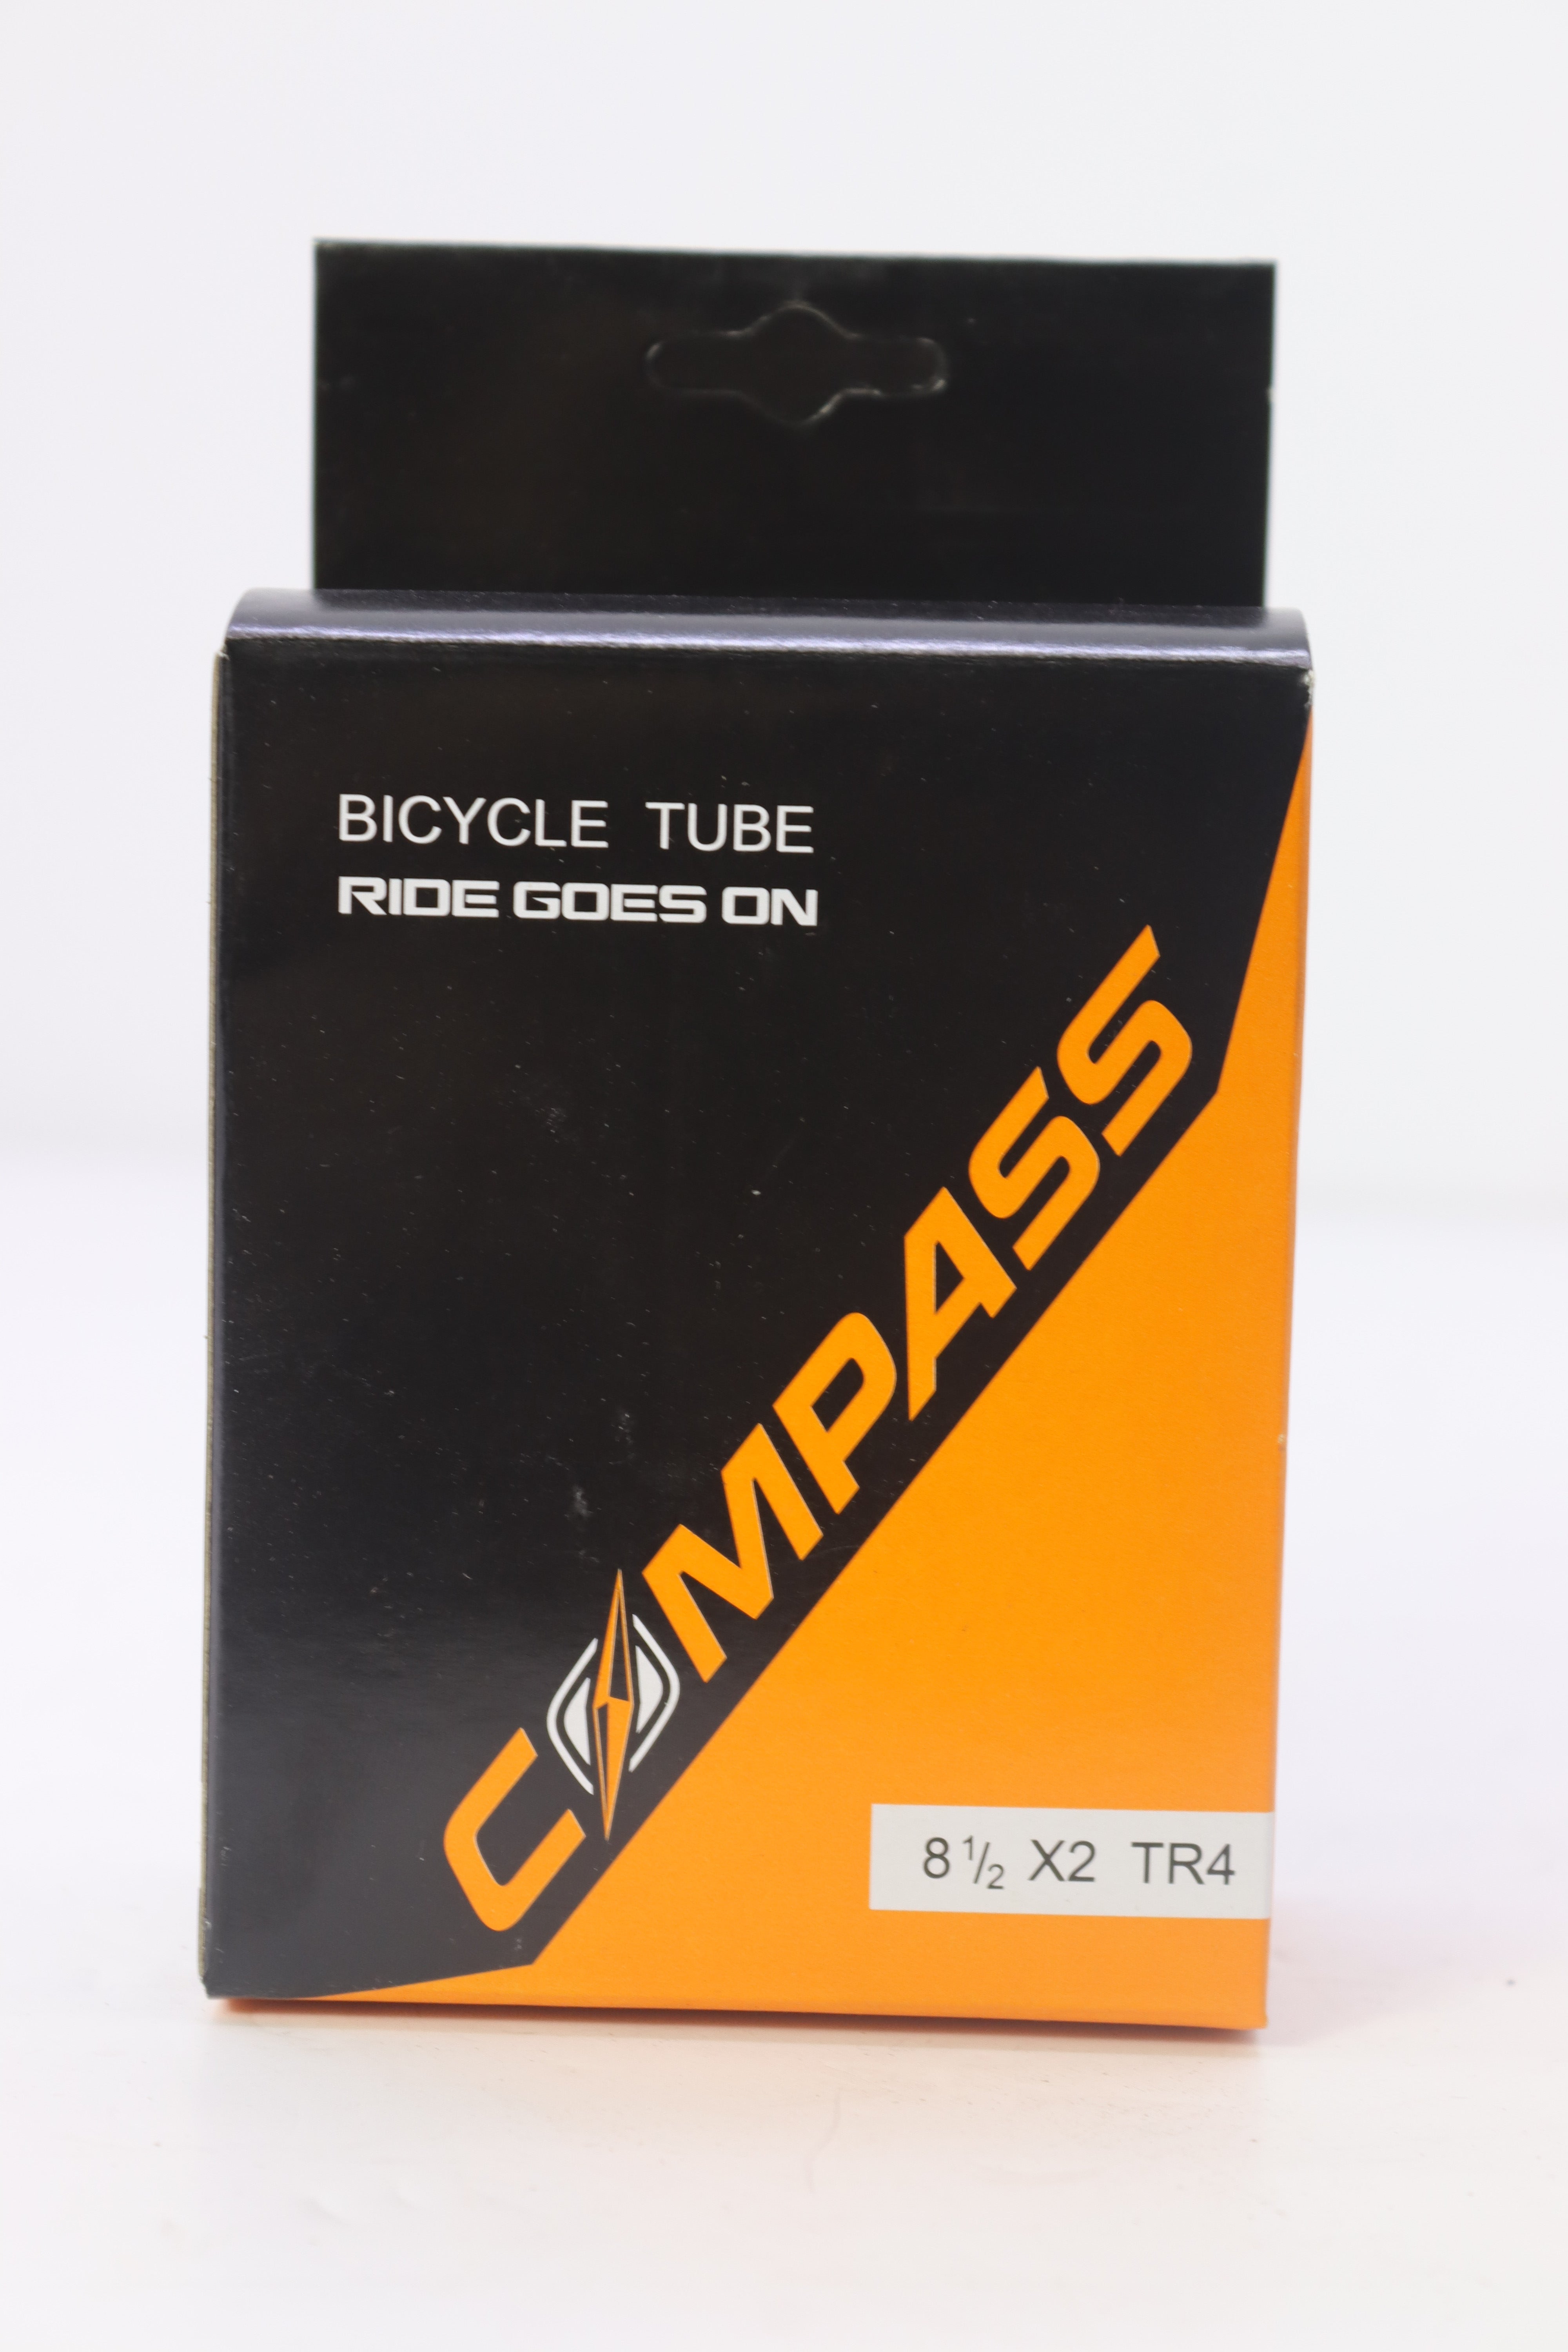 BICYCLE TUBE
RIDE GOES ON
COMPASS
8 1/2 X2 TR4